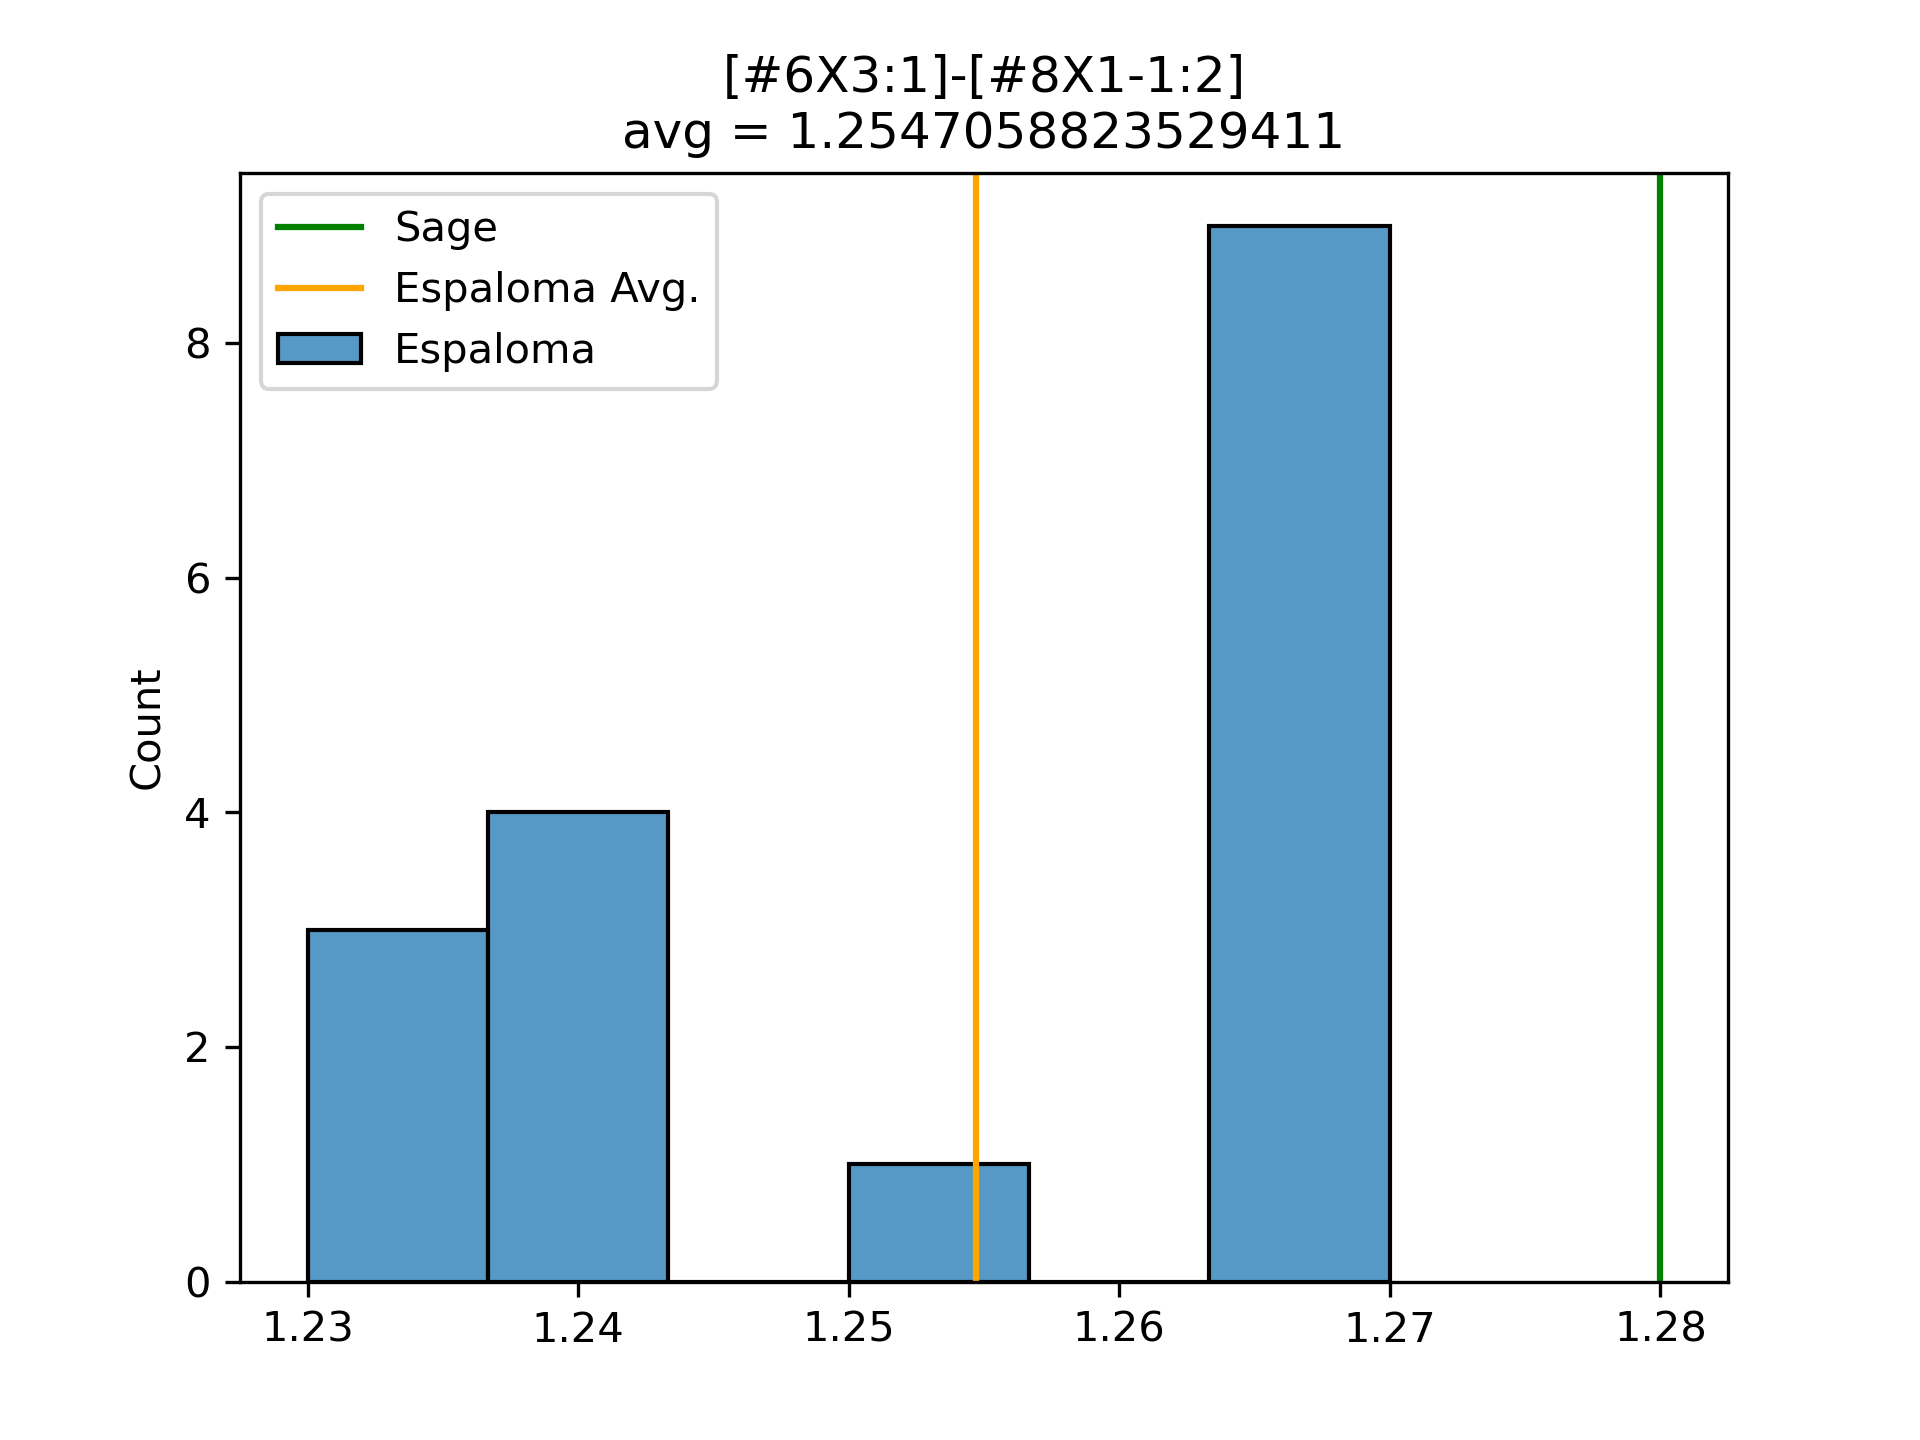 [#6X3:1]-[#8X1-1:2]
avg = 1.2547058823529411
Sage
Espaloma Avg.
Espaloma
Count
8
6
4
2
0
1.23 1.24 1.25 1.26 1.27 1.28